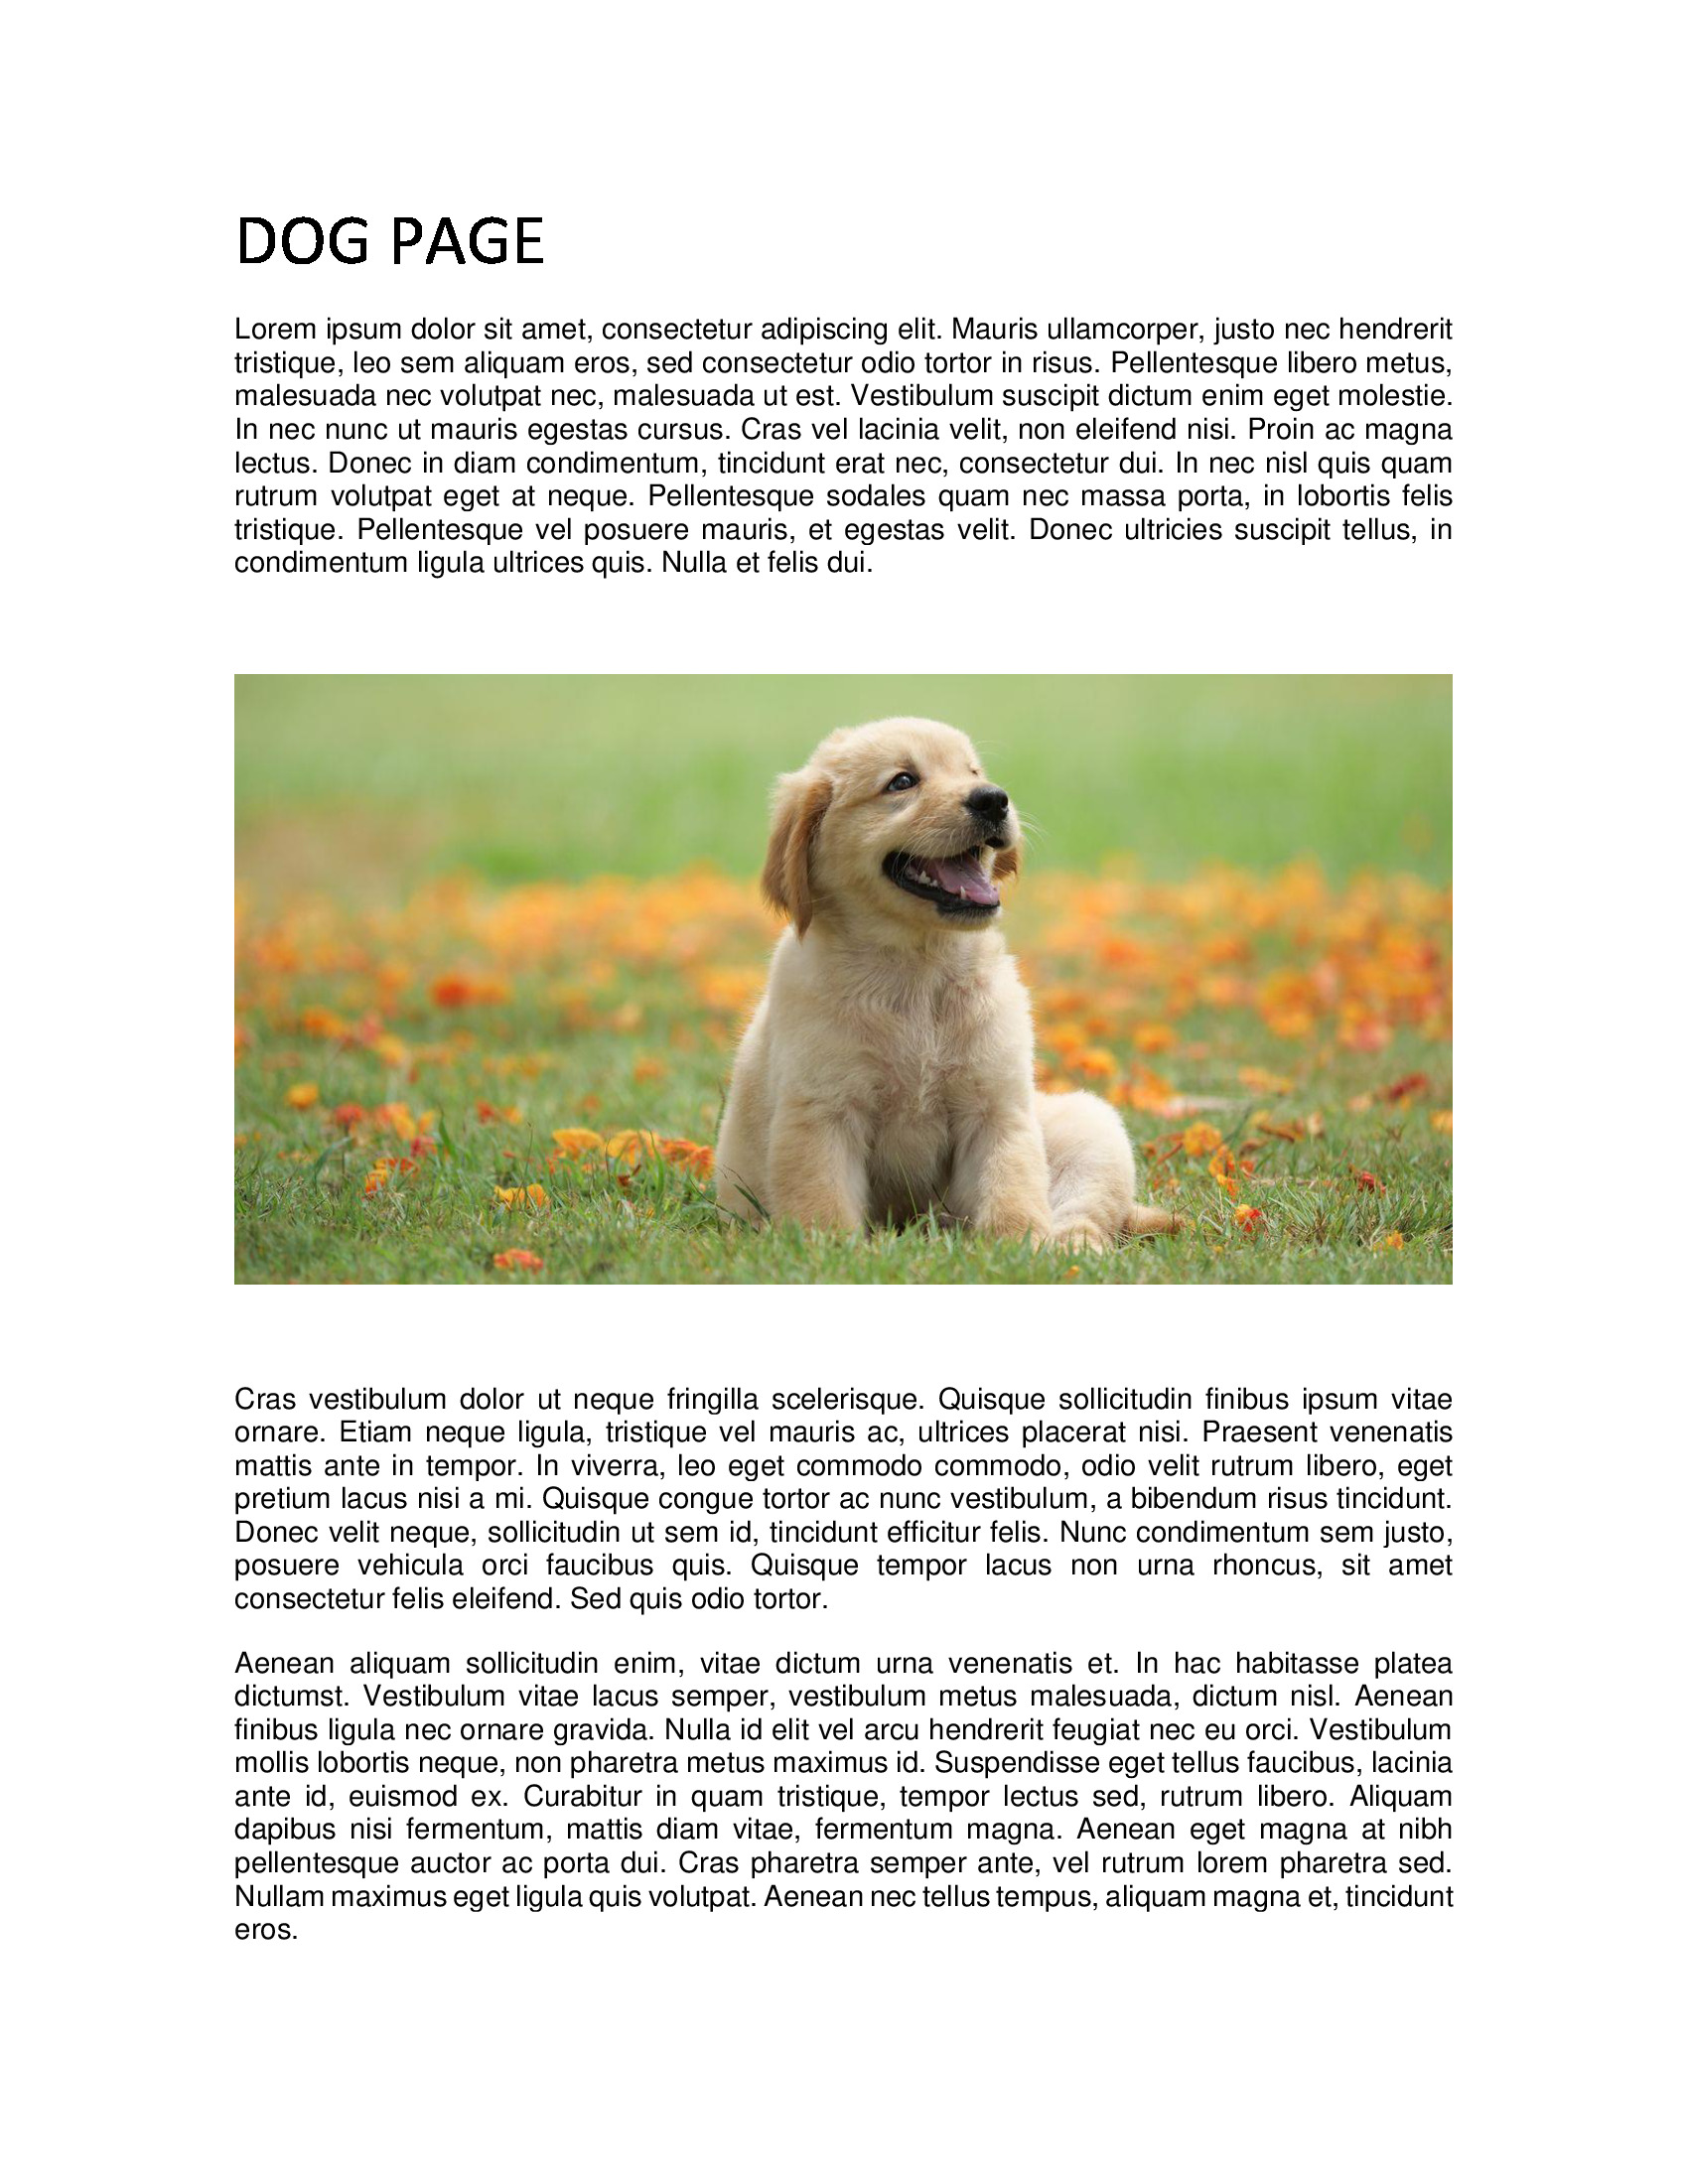 DOG PAGE
Lorem ipsum dolor sit amet, consectetur adipiscing elit. Mauris ullamcorper, justo nec hendrerit
tristique, leo sem aliquam eros, sed consectetur odio tortor in risus. Pellentesque libero metus,
malesuada nec volutpat nec, malesuada ut est. Vestibulum suscipit dictum enim eget molestie.
In nec nunc ut mauris egestas cursus. Cras vel lacinia velit, non eleifend nisi. Proin ac magna
lectus. Donec in diam condimentum, tincidunt erat nec, consectetur dui. In nec nisl quis quam
rutrum volutpat eget at neque. Pellentesque sodales quam nec massa porta, in lobortis felis
tristique. Pellentesque vel posuere mauris, et egestas velit. Donec ultricies suscipit tellus, in
condimentum ligula ultrices quis. Nulla et felis dui.
Cras vestibulum dolor ut neque fringilla scelerisque. Quisque sollicitudin finibus ipsum vitae
ornare. Etiam neque ligula, tristique vel mauris ac, ultrices placerat nisi. Praesent venenatis
mattis ante in tempor. In viverra, leo eget commodo commodo, odio velit rutrum libero, eget
pretium lacus nisi a mi. Quisque congue tortor ac nunc vestibulum, a bibendum risus tincidunt.
Donec velit neque, sollicitudin ut sem id, tincidunt efficitur felis. Nunc condimentum sem justo,
posuere vehicula orci faucibus quis. Quisque tempor lacus non urna rhoncus, sit amet
consectetur felis eleifend. Sed quis odio tortor.
Aenean aliquam sollicitudin enim, vitae dictum urna venenatis et. In hac habitasse platea
dictumst. Vestibulum vitae lacus semper, vestibulum metus malesuada, dictum nisl. Aenean
finibus ligula nec ornare gravida. Nulla id elit vel arcu hendrerit feugiat nec eu orci. Vestibulum
mollis lobortis neque, non pharetra metus maximus id. Suspendisse eget tellus faucibus, lacinia
ante id, euismod ex. Curabitur in quam tristique, tempor lectus sed, rutrum libero. Aliquam
dapibus nisi fermentum, mattis diam vitae, fermentum magna. Aenean eget magna at nibh
pellentesque auctor ac porta dui. Cras pharetra semper ante, vel rutrum lorem pharetra sed.
Nullam maximus eget ligula quis volutpat. Aenean nec tellus tempus, aliquam magna et, tincidunt
eros.